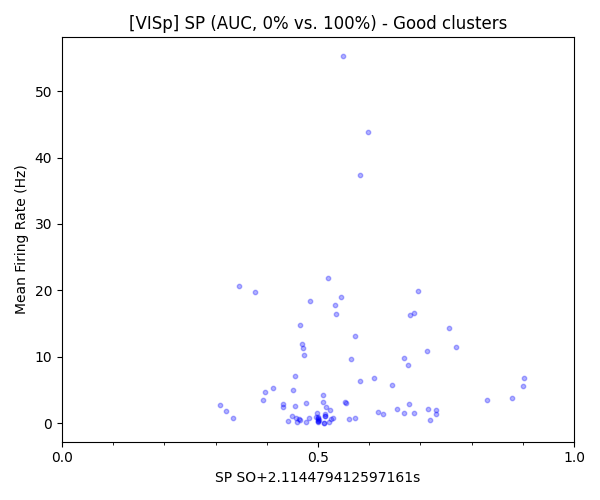 [VISp] SP (AUC, 0% vs. 100%) - Good clusters
Mean Firing Rate (Hz)
50
40
30
20
10
0
0.0 0.5 1.0
SP SO+2.114479412597161s